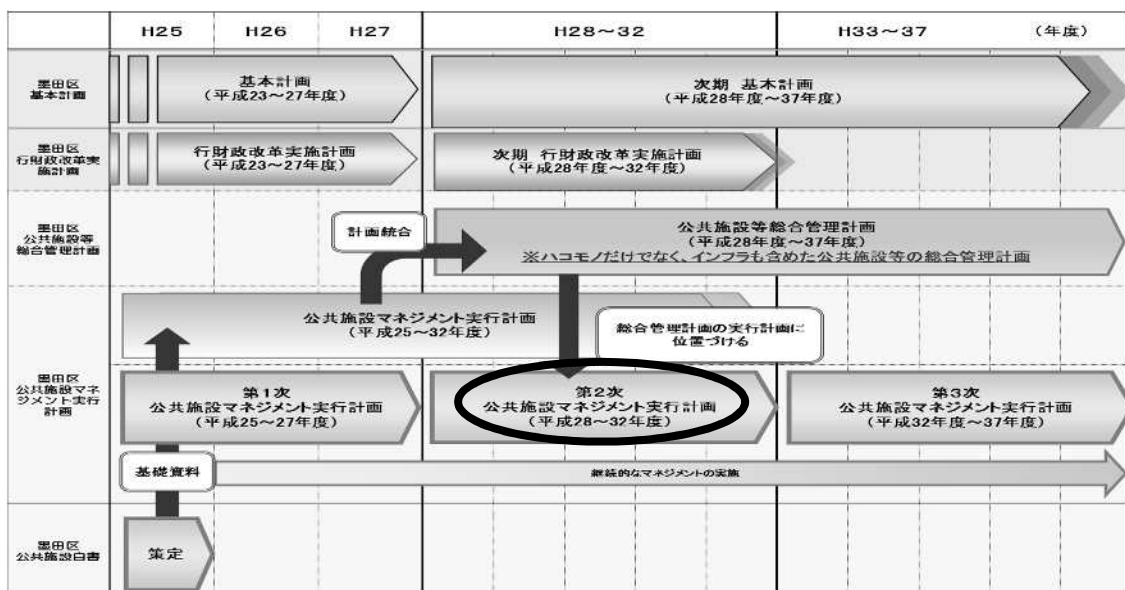 H25 H26 H27 H28～32 H33～37 (年度)
墨田区
基本計画
基本計画
(平成23～27年度)
次期 基本計画
(平成28年度～37年度)
墨田区
行財政改革実
施計画
行財政改革実施計画
(平成23～27年度)
次期 行財政改革実施計画
(平成28年度～32年度)
墨田区
公共施設等
総合管理計画
計画統合
公共施設等総合管理計画
(平成28年度～37年度)
※ハコモノだけでなく、インフラも含めた公共施設等の総合管理計画
墨田区
公共施設マネ
ジメント実行
計画
公共施設マネジメント実行計画
(平成25～32年度)
総合管理計画の実行計画に
位置づける
第1次
公共施設マネジメント実行計画
(平成25～27年度)
第2次
公共施設マネジメント実行計画
(平成28～32年度)
第3次
公共施設マネジメント実行計画
(平成32年度～37年度)
基礎資料
継続的なマネジメントの実施
墨田区
公共施設白書
策定